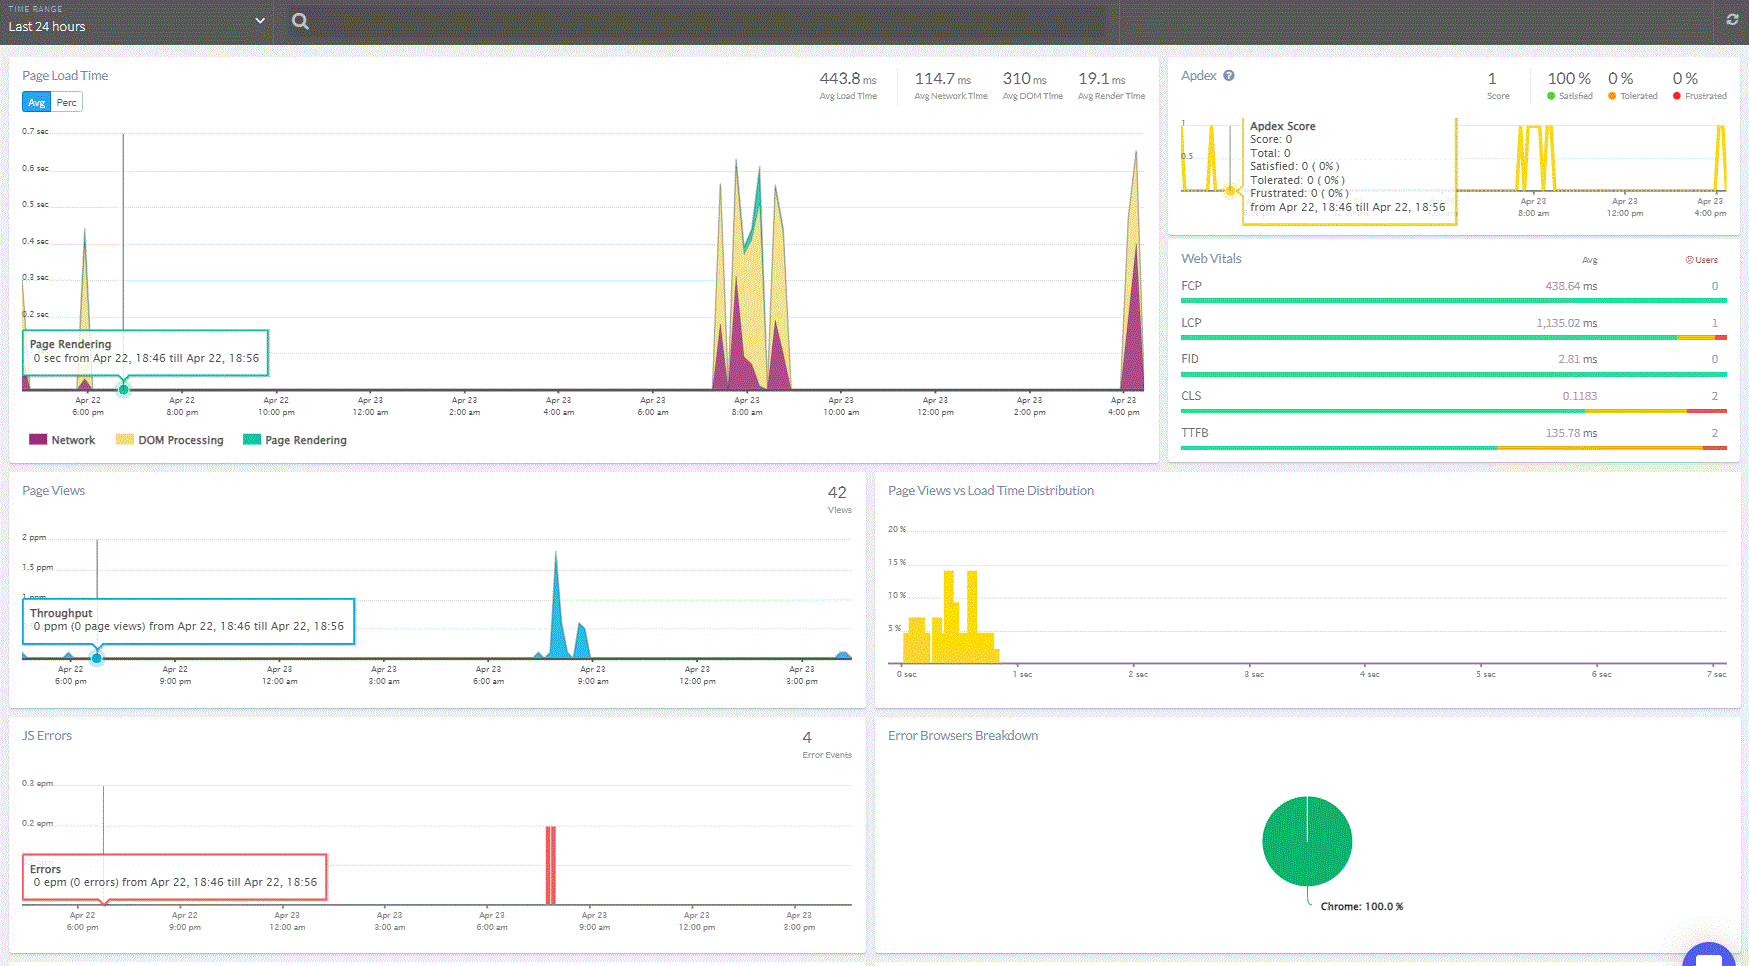 TIME RANGE
Last 24 hours
Page Load Time
443.8 ms
Avg Load Time
114.7 ms
Avg Network Time
310 ms
Avg DOM Time
19.1 ms
Avg Render Time
Avg Perc
0.7 sec
0.6 sec
0.5 sec
0.4 sec
0.3 sec
0.2 sec
Page Rendering
0 sec from Apr 22, 18:46 till Apr 22, 18:56
Apr 22 6:00 pm
Apr 22 8:00 pm
Apr 22 10:00 pm
Apr 23 12:00 am
Apr 23 2:00 am
Apr 23 4:00 am
Apr 23 6:00 am
Apr 23 8:00 am
Apr 23 10:00 am
Apr 23 12:00 pm
Apr 23 2:00 pm
Apr 23 4:00 pm
Network DOM Processing Page Rendering
Apdex ?
1
Score
100 %
Satisfied
0 %
Tolerated
0 %
Frustrated
1
0.5
Apdex Score
Score: 0
Total: 0
Satisfied: 0 ( 0% )
Tolerated: 0 ( 0%)
Frustrated: 0 ( 0%)
from Apr 22, 18:46 till Apr 22, 18:56
Apr 23 8:00 am
Apr 23 12:00 pm
Apr 23 4:00 pm
Web Vitals Avg Users
FCP 438.64 ms 0
LCP 1,135.02 ms 1
FID 2.81 ms 0
CLS 0.1183 2
TTFB 135.78 ms 2
Page Views
42
Views
2 ppm
1.5 ppm
1 ppm
Throughput
0 ppm (0 page views) from Apr 22, 18:46 till Apr 22, 18:56
Apr 22 6:00 pm
Apr 22 9:00 pm
Apr 23 12:00 am
Apr 23 3:00 am
Apr 23 6:00 am
Apr 23 9:00 am
Apr 23 12:00 pm
Apr 23 3:00 pm
Page Views vs Load Time Distribution
20 %
15 %
10 %
5 %
0 sec 1 sec 2 sec 3 sec 4 sec 5 sec 6 sec 7 sec
JS Errors
4
Error Events
0.3 epm
0.2 epm
Errors
0 epm (0 errors) from Apr 22, 18:46 till Apr 22, 18:56
Apr 22 6:00 pm
Apr 22 9:00 pm
Apr 23 12:00 am
Apr 23 3:00 am
Apr 23 6:00 am
Apr 23 9:00 am
Apr 23 12:00 pm
Apr 23 3:00 pm
Error Browsers Breakdown
Chrome: 100.0 %